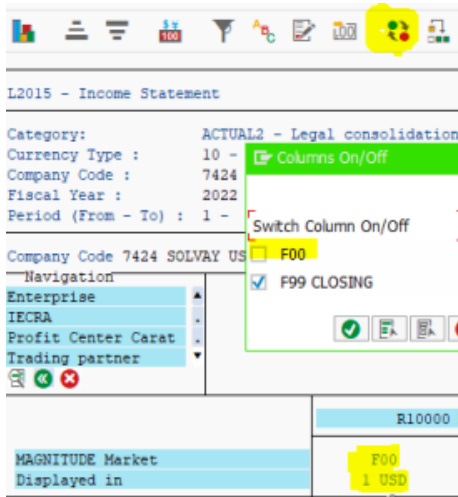 L2015 - Income Statement
Category: ACTUAL2 - Legal consolidation
Currency Type : 10 -
Company Code : 7424
Fiscal Year : 2022
Period (From - To) : 1 -
Columns On/Off
Switch Column On/Off
F00
F99 CLOSING
Company Code 7424 SOLVAY US
Navigation
Enterprise
IECRA
Profit Center Carat
Trading partner
R10000
MAGNITUDE Market F00
Displayed in 1 USD